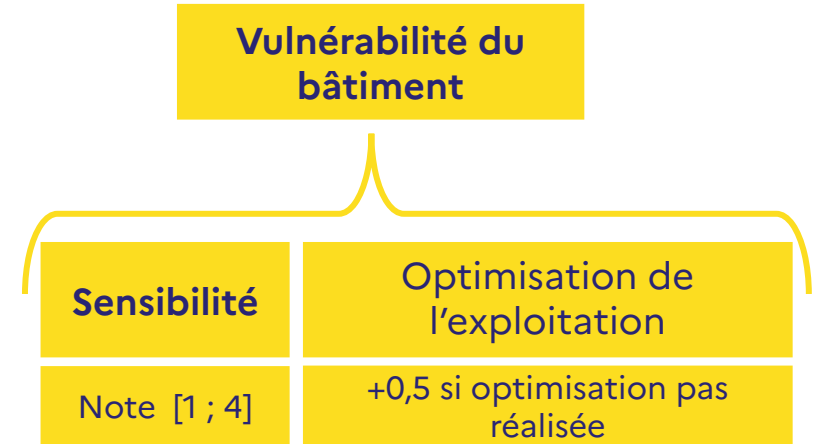 Vulnérabilité du
bâtiment
Sensibilité
Optimisation de
l'exploitation
Note [1 ; 4]
+0,5 si optimisation pas
réalisée